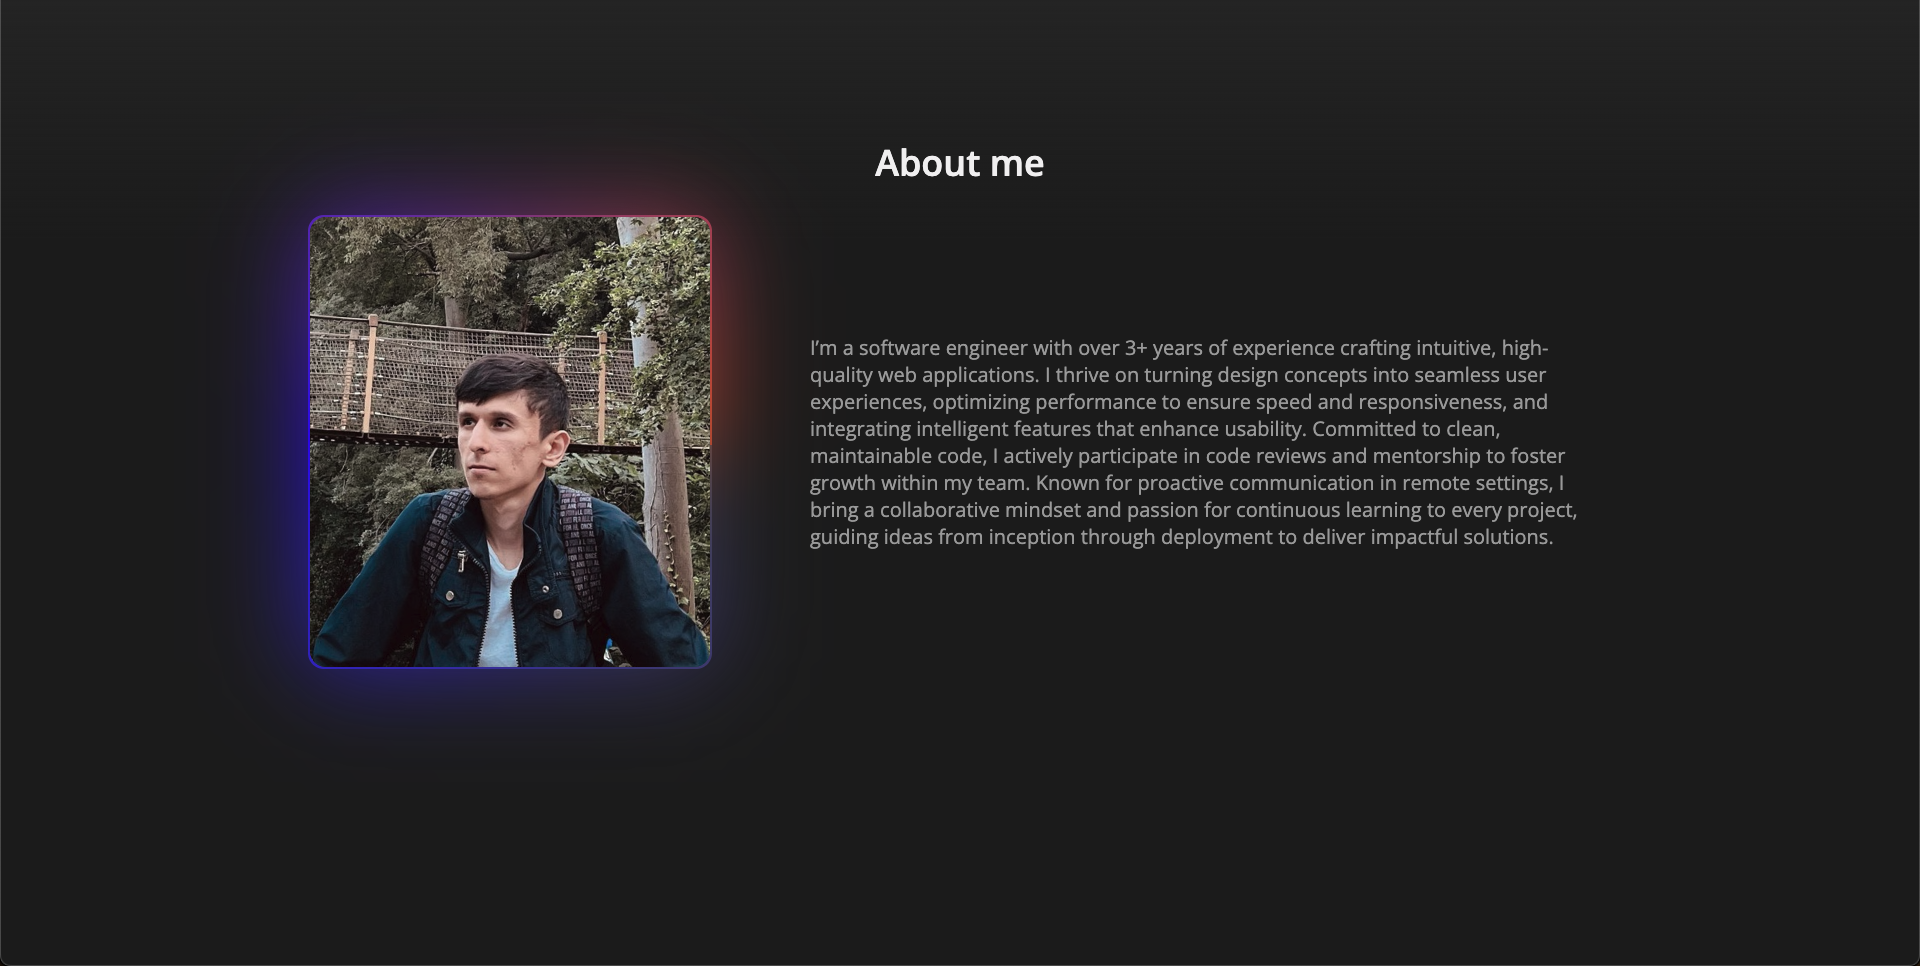 About me
I’m a software engineer with over 3+ years of experience crafting intuitive, high-
quality web applications. I thrive on turning design concepts into seamless user
experiences, optimizing performance to ensure speed and responsiveness, and
integrating intelligent features that enhance usability. Committed to clean,
maintainable code, I actively participate in code reviews and mentorship to foster
growth within my team. Known for proactive communication in remote settings, I
bring a collaborative mindset and passion for continuous learning to every project,
guiding ideas from inception through deployment to deliver impactful solutions.